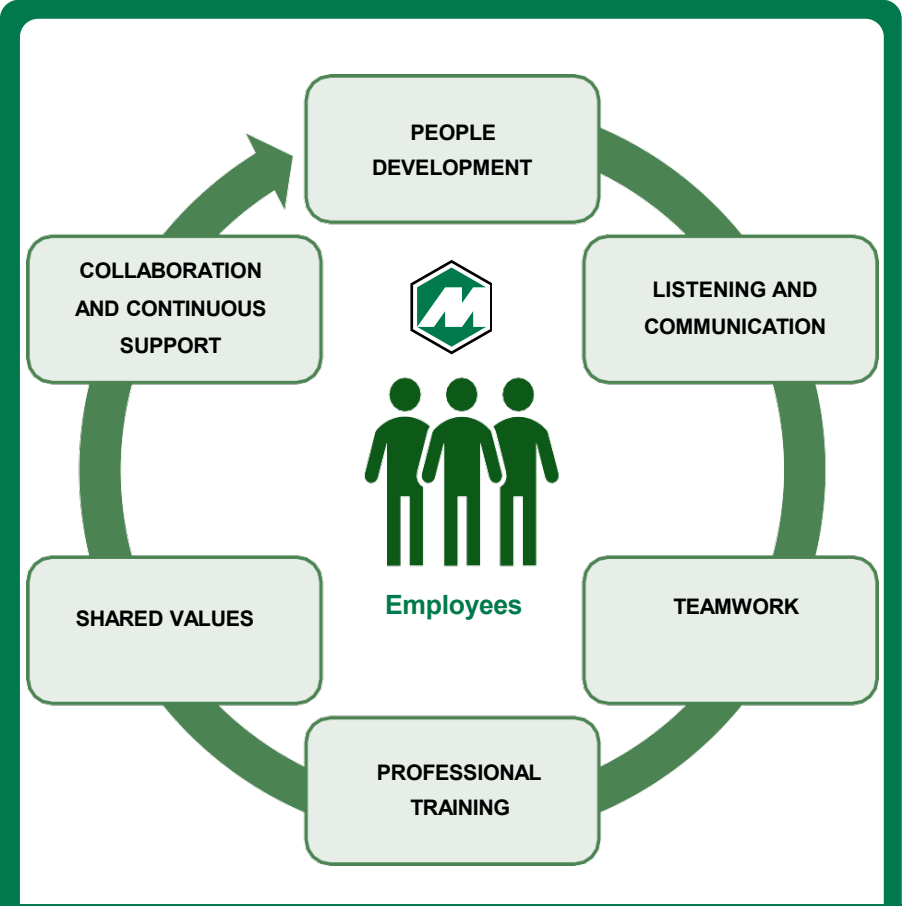 PEOPLE
DEVELOPMENT
LISTENING AND
COMMUNICATION
TEAMWORK
PROFESSIONAL
TRAINING
SHARED VALUES
COLLABORATION
AND CONTINUOUS
SUPPORT
M
Employees